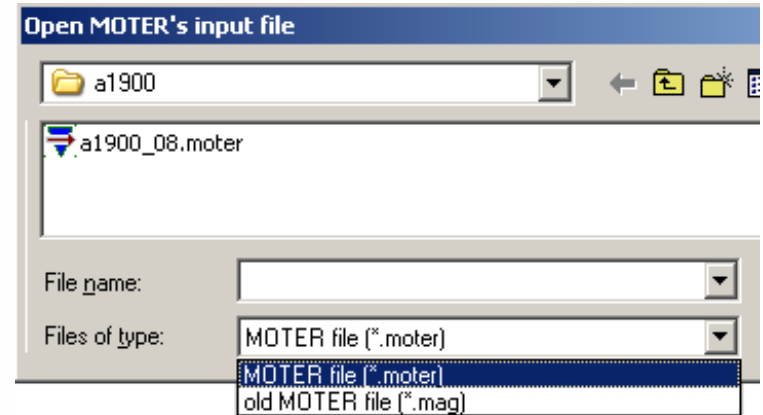 Open MOTER's input file
a1900
a1900_08.moter
File name:
Files of type:
MOTER file (*.moter)
MOTER file (*.moter)
old MOTER file (*.mag)